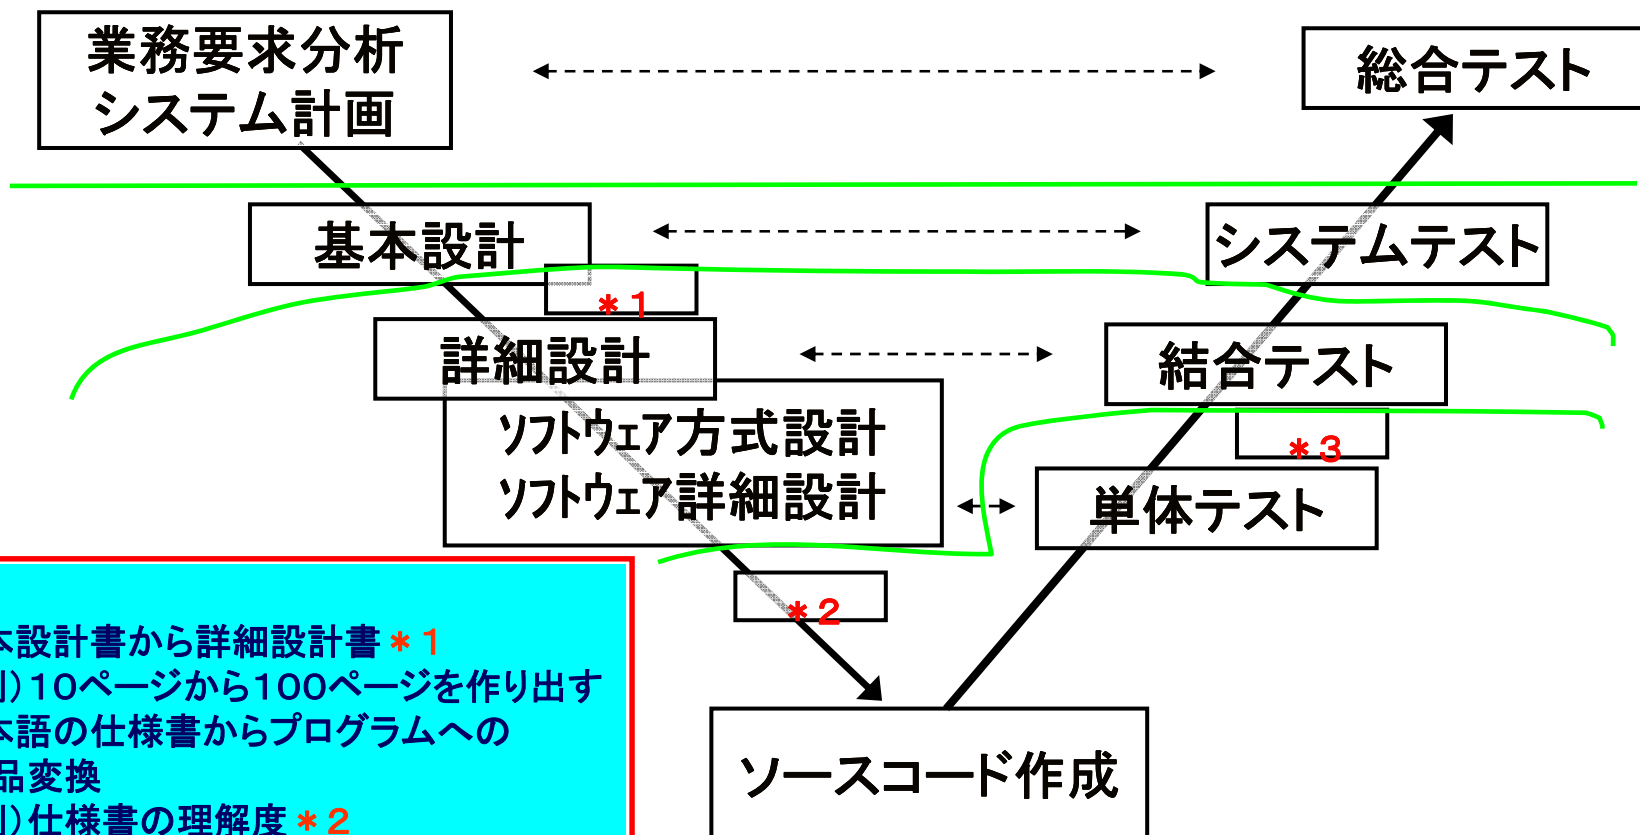 業務要求分析
システム計画
総合テスト
基本設計
システムテスト
＊１
詳細設計
結合テスト
ソフトウェア方式設計
ソフトウェア詳細設計
＊３
単体テスト
＊２
本設計書から詳細設計書＊１
)１０ページから１００ページを作り出す
本語の仕様書からプログラムへの
品変換
)仕様書の理解度＊２
ソースコード作成